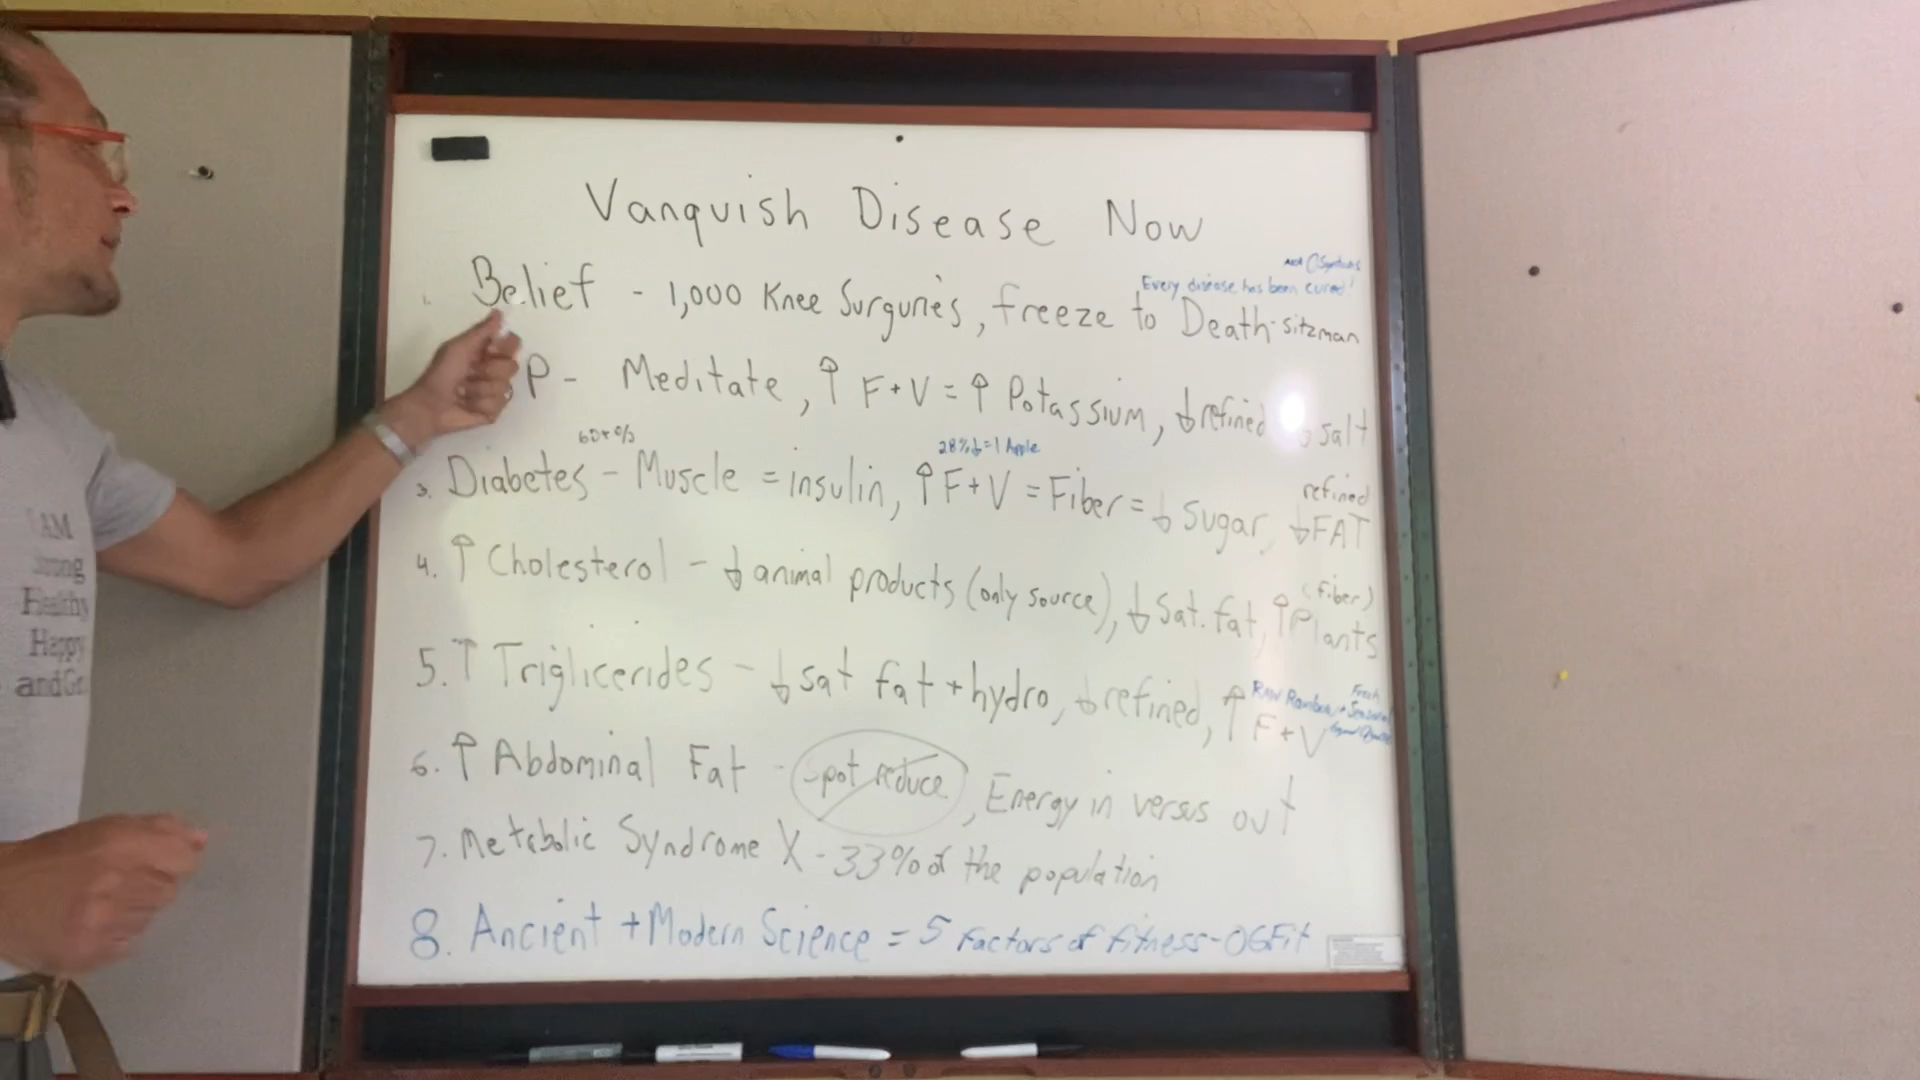 Vanquish Disease Now
Every disease has been cured!
1. Belief - 1,000 Knee Surguries, freeze to Death-sitzman
P - Meditate, ↑ F+V = ↑ Potassium, ↓ refined ↓ salt
60+% 28%↓=1 Apple
3. Diabetes - Muscle = insulin, ↑ F+V = Fiber = ↓ Sugar, ↓ refined FAT
4. ↑ Cholesterol - ↓ animal products (only source), ↓ Sat. fat, ↑ Plants (fiber)
5. ↑ Triglicerides - ↓ sat fat + hydro, ↓ refined, ↑ F+V
Raw Rainbow Fresh
6. ↑ Abdominal Fat - Spot reduce, Energy in versus out
7. Metabolic Syndrome X - 33% of the population
8. Ancient + Modern Science = 5 Factors of fitness - OGFit
I AM
Strong
Healthy
Happy